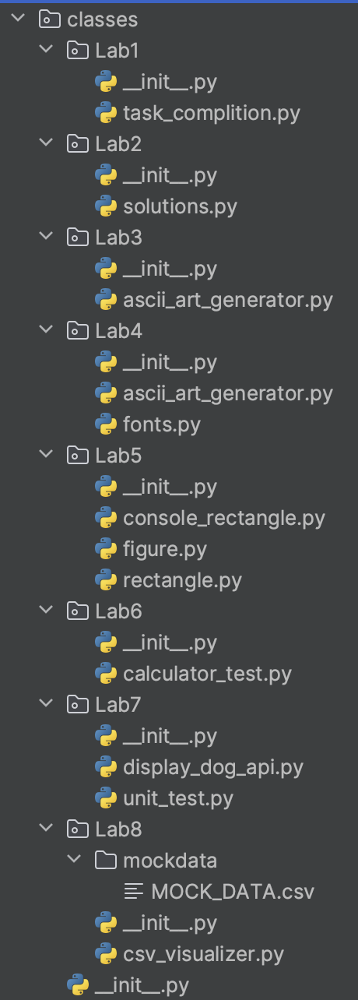 classes
Lab1
__init__.py
task_complition.py
Lab2
__init__.py
solutions.py
Lab3
__init__.py
ascii_art_generator.py
Lab4
__init__.py
ascii_art_generator.py
fonts.py
Lab5
__init__.py
console_rectangle.py
figure.py
rectangle.py
Lab6
__init__.py
calculator_test.py
Lab7
__init__.py
display_dog_api.py
unit_test.py
Lab8
mockdata
MOCK_DATA.csv
__init__.py
csv_visualizer.py
__init__.py